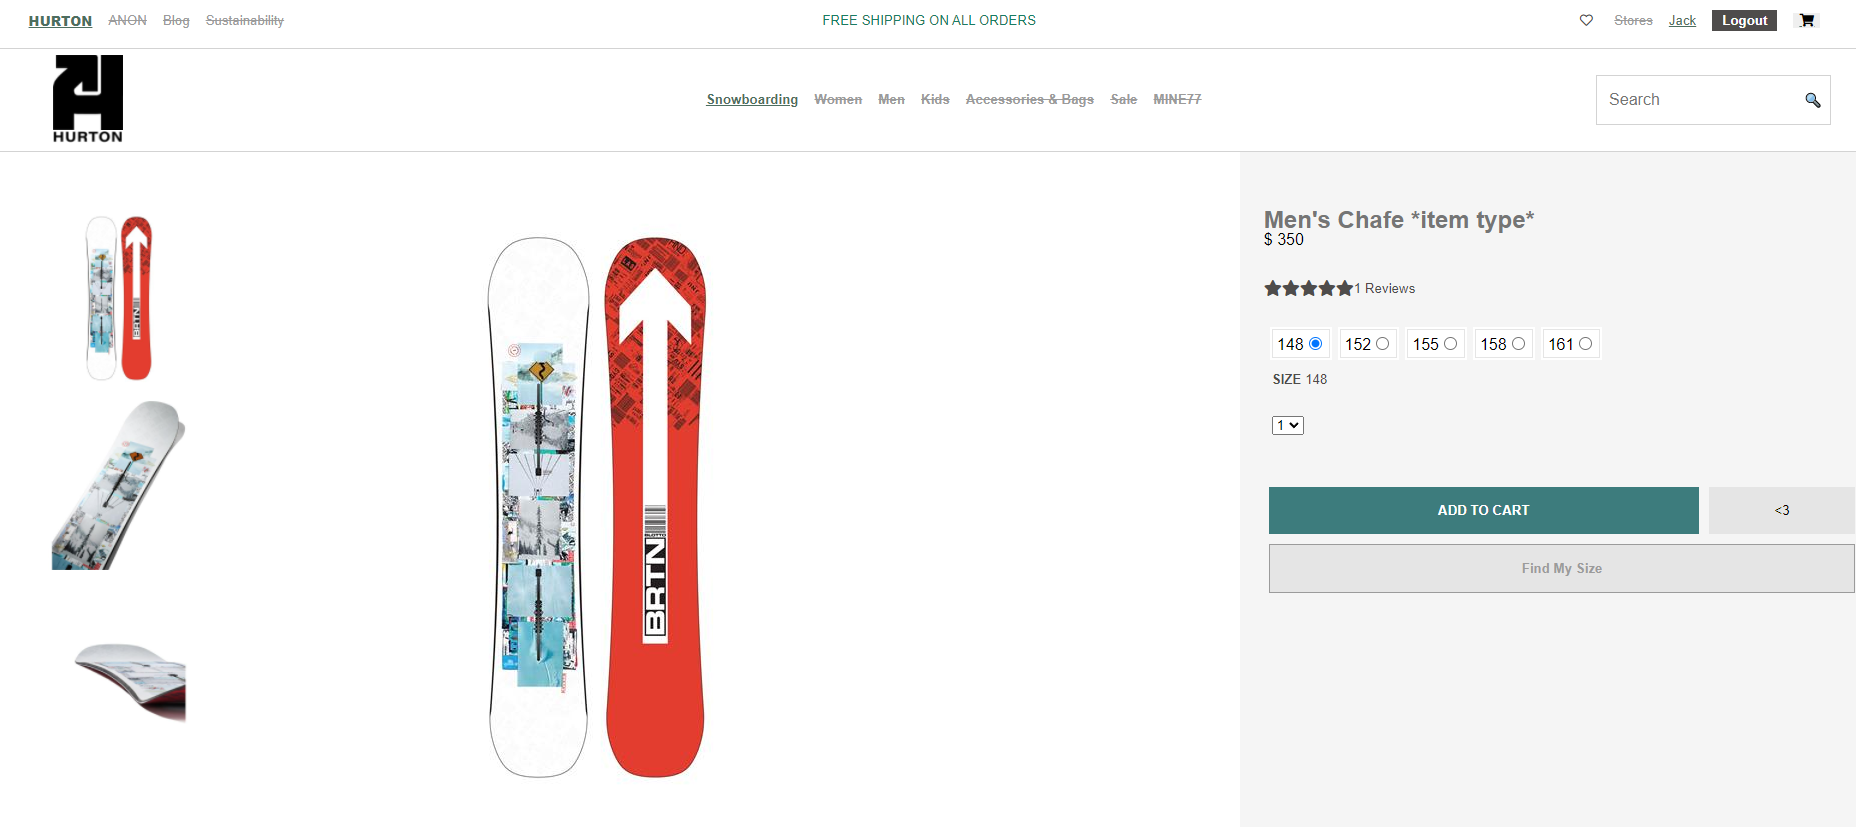 HURTON ANON Blog Sustainability
FREE SHIPPING ON ALL ORDERS
Stores Jack Logout
HURTON
Snowboarding Women Men Kids Accessories & Bags Sale MINE77
Search
Men's Chafe *item type*
$ 350
1 Reviews
148 152 155 158 161
SIZE 148
1
ADD TO CART
<3
Find My Size
BLOTTO
BRTN
BRTN